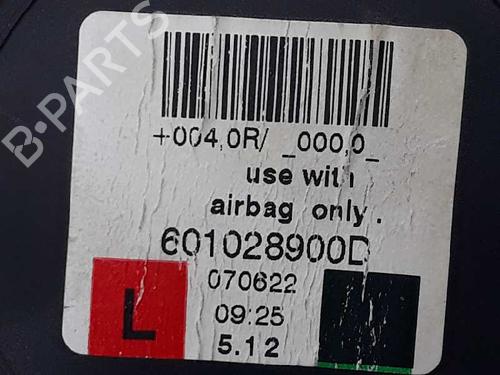 B-PARTS
+004,0R/ _000,0_
use with
airbag only.
601028900D
070622
09:25
5.12
L